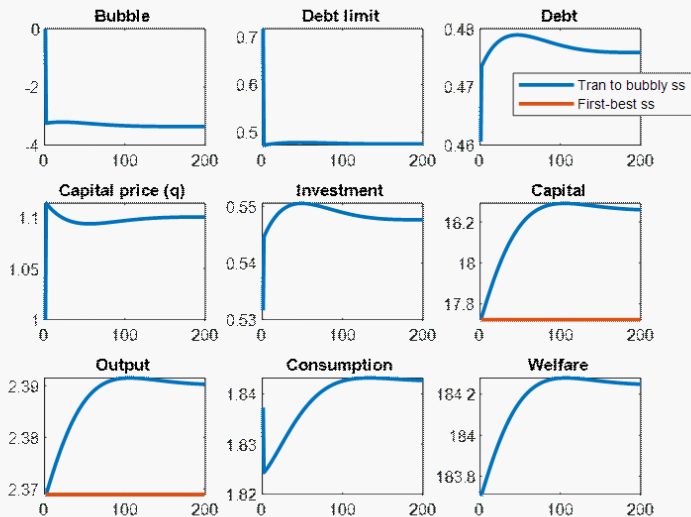 Bubble
Debt limit
Debt
0
-2
-4
0.7
0.6
0.5
0.48
0.47
0.46
Tran to bubbly ss
First-best ss
0 100 200
0 100 200
0 100 200
Capital price (q)
Investment
Capital
1.1
1.05
1
0.55
0.54
0.53
18.2
18
17.8
0 100 200
0 100 200
0 100 200
Output
Consumption
Welfare
2.39
2.38
2.37
1.84
1.83
1.82
184.2
184
183.8
0 100 200
0 100 200
0 100 200